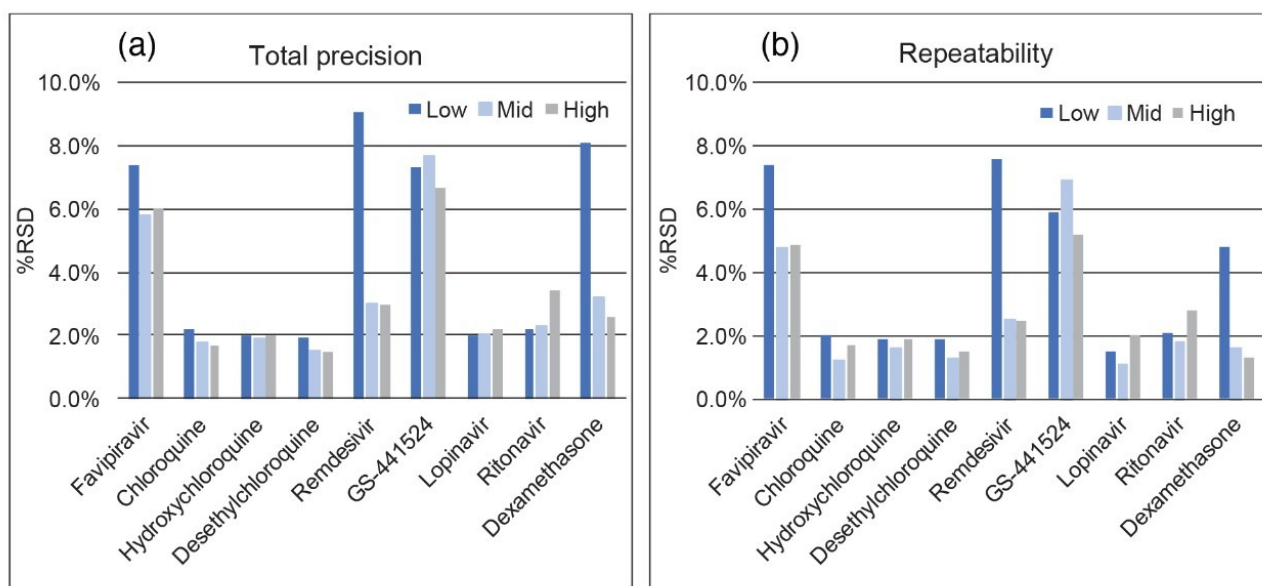 (a)
Total precision
10.0%
8.0%
6.0%
4.0%
2.0%
0.0%
%RSD
Low Mid High
Favipiravir
Chloroquine
Hydroxychloroquine
Desethylchloroquine
Remdesivir
GS-441524
Lopinavir
Ritonavir
Dexamethasone
(b)
Repeatability
10.0%
8.0%
6.0%
4.0%
2.0%
0.0%
%RSD
Low Mid High
Favipiravir
Chloroquine
Hydroxychloroquine
Desethylchloroquine
Remdesivir
GS-441524
Lopinavir
Ritonavir
Dexamethasone